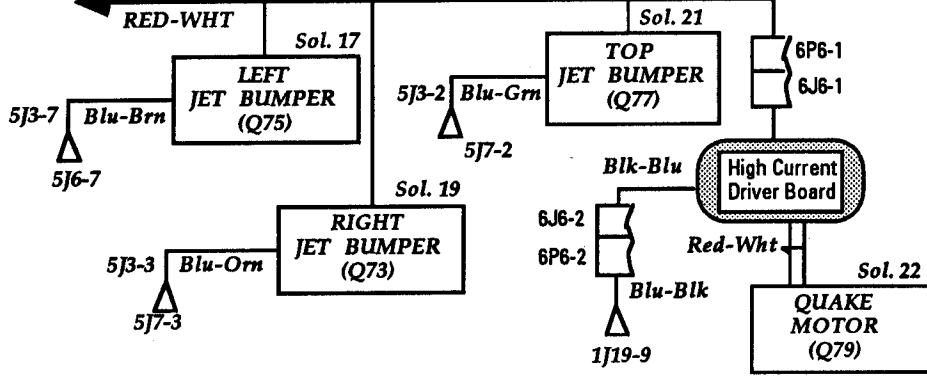 RED-WHT
Sol. 17
LEFT
JET BUMPER
(Q75)
5J3-7
Blu-Brn
5J6-7
Sol. 21
TOP
JET BUMPER
(Q77)
5J3-2
Blu-Grn
5J7-2
6P6-1
6J6-1
High Current
Driver Board
Blk-Blu
6J6-2
6P6-2
Blu-Blk
1J19-9
Red-Wht
Sol. 22
QUAKE
MOTOR
(Q79)
Sol. 19
RIGHT
JET BUMPER
(Q73)
5J3-3
Blu-Orn
5J7-3